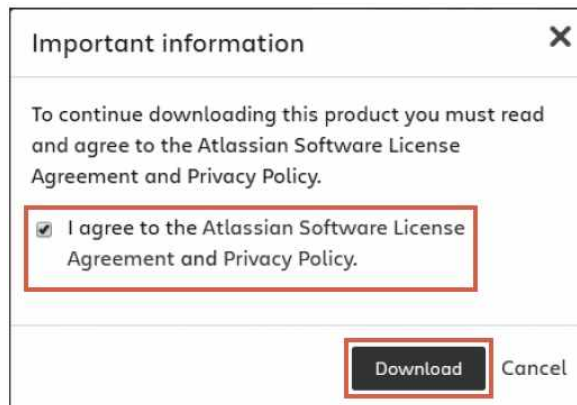 Important information
To continue downloading this product you must read
and agree to the Atlassian Software License
Agreement and Privacy Policy.
I agree to the Atlassian Software License
Agreement and Privacy Policy.
Download Cancel